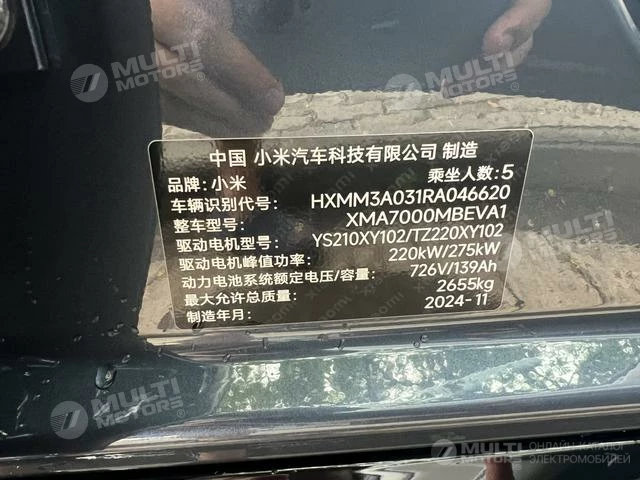 中国 小米汽车科技有限公司 制造
品牌：小米 乘坐人数：5
车辆识别代号： HXMM3A031RA046620
整车型号： XMA7000MBEVA1
驱动电机型号： YS210XY102/TZ220XY102
驱动电机峰值功率： 220kW/275kW
动力电池系统额定电压/容量： 726V/139Ah
最大允许总质量： 2655kg
制造年月： 2024-11
MULTI MOTORS
MULTI MOTORS
MULTI MOTORS
MULTI MOTORS
ОНЛАЙН-КАТАЛОГ
ЭЛЕКТРОМОБИЛЕЙ